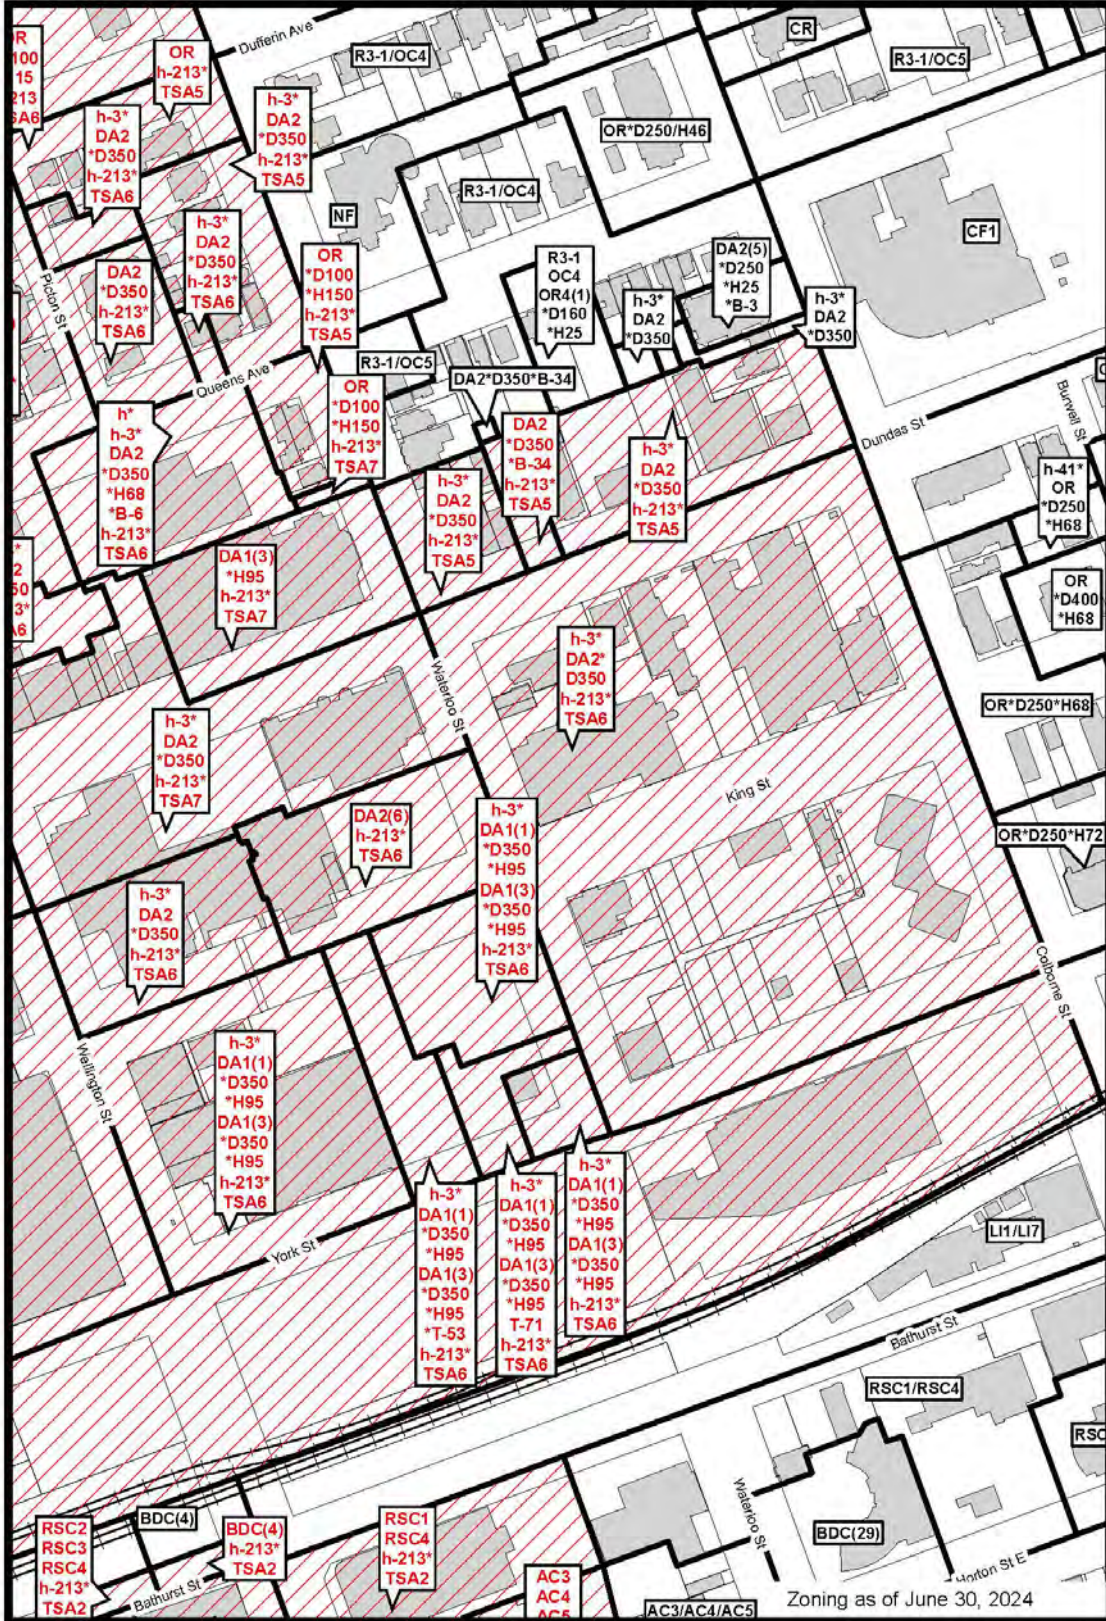 Dufferin Ave
OR
100
15
213
SA6
OR
h-213*
TSA5
R3-1/OC4
CR
R3-1/OC5
h-3*
DA2
*D350
h-213*
TSA6
h-3*
DA2
*D350
h-213*
TSA5
OR*D250/H46
R3-1/OC4
NF
CF1
h-3*
DA2
*D350
h-213*
TSA6
Picton St
DA2
*D350
h-213*
TSA6
OR
*D100
*H150
h-213*
TSA5
R3-1
OC4
OR4(1)
*D160
*H25
DA2(5)
*D250
*H25
*B-3
h-3*
DA2
*D350
h-3*
DA2
*D350
Queens Ave
R3-1/OC5
DA2*D350*B-34
OR
*D100
*H150
h-213*
TSA7
h*
h-3*
DA2
*D350
*H68
*B-6
h-213*
TSA6
DA2
*D350
*B-34
h-213*
TSA5
h-3*
DA2
*D350
h-213*
TSA5
h-3*
DA2
*D350
h-213*
TSA5
Dundas St
Burwell St
h-41*
OR
*D250
*H68
DA1(3)
*H95
h-213*
TSA7
OR
*D400
*H68
Waterloo St
h-3*
DA2*
D350
h-213*
TSA6
OR*D250*H68
h-3*
DA2
*D350
h-213*
TSA7
King St
DA2(6)
h-213*
TSA6
h-3*
DA1(1)
*D350
*H95
DA1(3)
*D350
*H95
h-213*
TSA6
OR*D250*H72
h-3*
DA2
*D350
h-213*
TSA6
Colborne St
Wellington St
h-3*
DA1(1)
*D350
*H95
DA1(3)
*D350
*H95
h-213*
TSA6
h-3*
DA1(1)
*D350
*H95
DA1(3)
*D350
*H95
*T-53
h-213*
TSA6
h-3*
DA1(1)
*D350
*H95
DA1(3)
*D350
*H95
T-71
h-213*
TSA6
h-3*
DA1(1)
*D350
*H95
DA1(3)
*D350
*H95
h-213*
TSA6
York St
LI1/LI7
Bathurst St
RSC1/RSC4
RSC
Waterloo St
RSC2
RSC3
RSC4
h-213*
TSA2
BDC(4)
BDC(4)
h-213*
TSA2
RSC1
RSC4
h-213*
TSA2
BDC(29)
Bathurst St
AC3
AC4
AC5
Horton St E
AC3/AC4/AC5
Zoning as of June 30, 2024